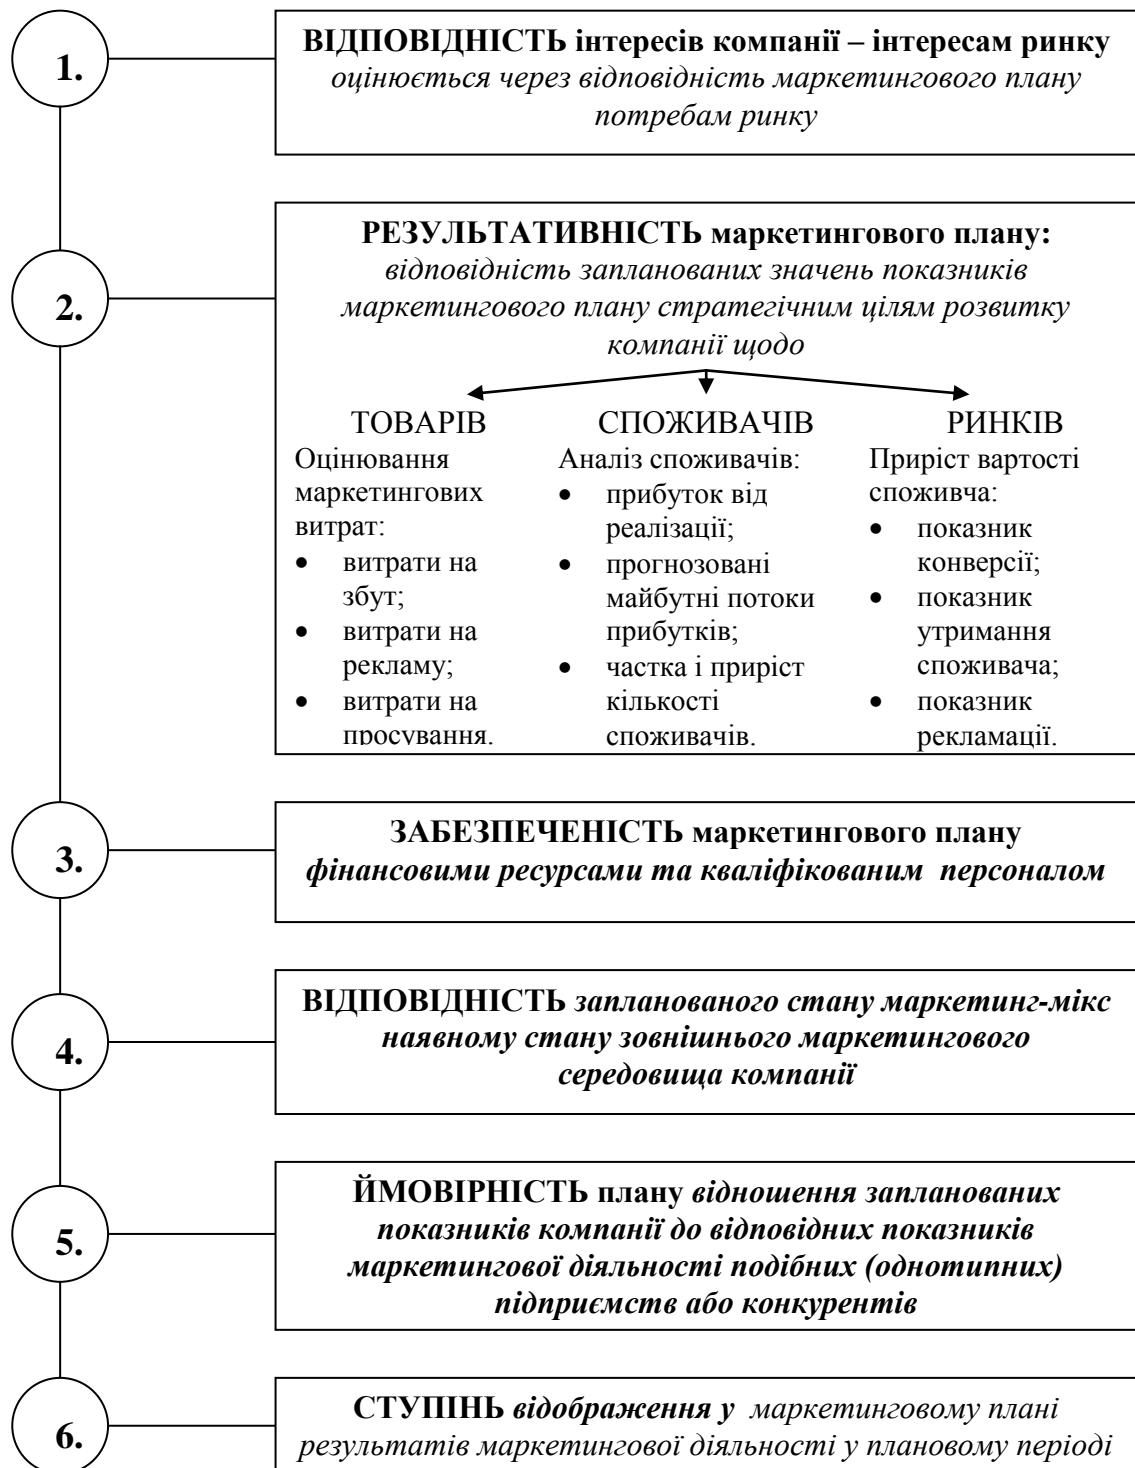 1.
ВІДПОВІДНІСТЬ інтересів компанії – інтересам ринку
оцінюється через відповідність маркетингового плану
потребам ринку
2.
РЕЗУЛЬТАТИВНІСТЬ маркетингового плану:
відповідність запланованих значень показників
маркетингового плану стратегічним цілям розвитку
компанії щодо
ТОВАРІВ
Оцінювання
маркетингових
витрат:
• витрати на
збут;
• витрати на
рекламу;
• витрати на
просування.
СПОЖИВАЧІВ
Аналіз споживачів:
• прибуток від
реалізації;
• прогнозовані
майбутні потоки
прибутків;
• частка і приріст
кількості
споживачів.
РИНКІВ
Приріст вартості
споживча:
• показник
конверсії;
• показник
утримання
споживача;
• показник
рекламації.
3.
ЗАБЕЗПЕЧЕНІСТЬ маркетингового плану
фінансовими ресурсами та кваліфікованим персоналом
4.
ВІДПОВІДНІСТЬ запланованого стану маркетинг-мікс
наявному стану зовнішнього маркетингового
середовища компанії
5.
ЙМОВІРНІСТЬ плану відношення запланованих
показників компанії до відповідних показників
маркетингової діяльності подібних (однотипних)
підприємств або конкурентів
6.
СТУПІНЬ відображення у маркетинговому плані
результатів маркетингової діяльності у плановому періоді